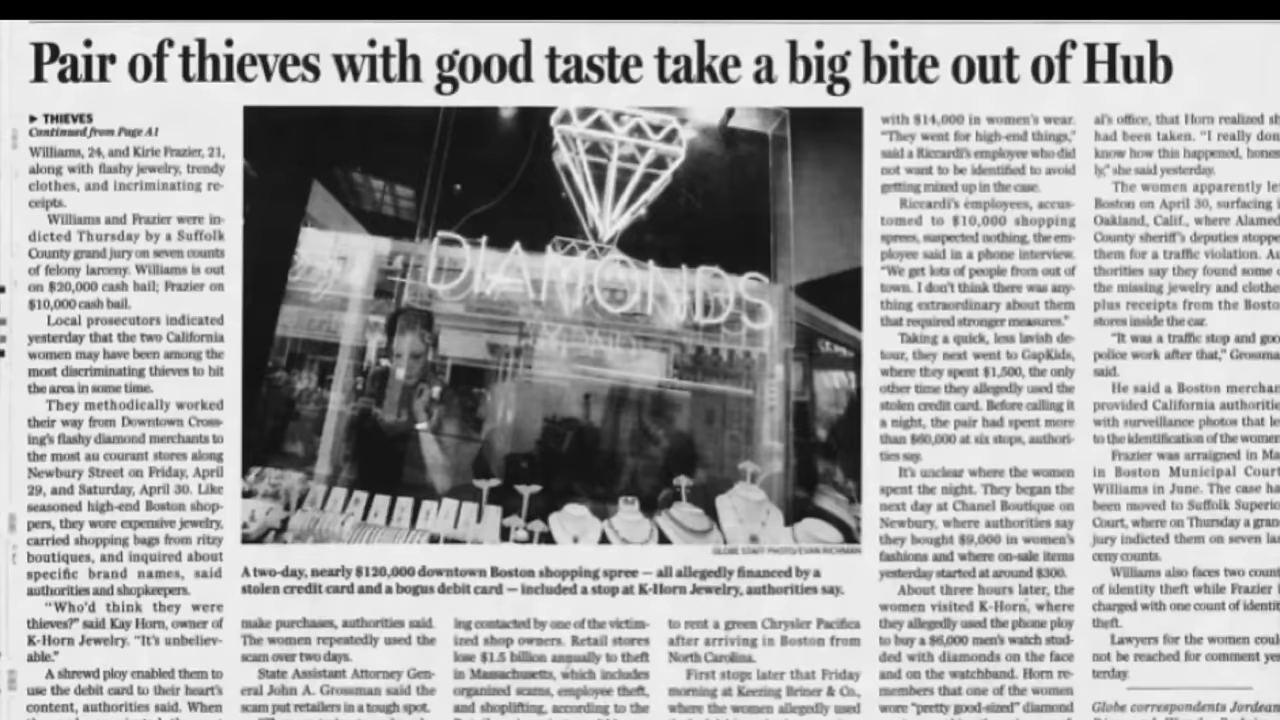 Pair of thieves with good taste take a big bite out of Hub
► THIEVES
Continued from Page A1
Williams, 24, and Kirie Frazier, 21,
along with flashy jewelry, trendy
clothes, and incriminating re-
ceipts.
Williams and Frazier were in-
dicted Thursday by a Suffolk
County grand jury on seven counts
of felony larceny. Williams is out
on $20,000 cash bail; Frazier on
$10,000 cash bail.
Local prosecutors indicated
yesterday that the two California
women may have been among the
most discriminating thieves to hit
the area in some time.
They methodically worked
their way from Downtown Cross-
ing's flashy diamond merchants to
the most au courant stores along
Newbury Street on Friday, April
29, and Saturday, April 30. Like
seasoned high-end Boston shop-
pers, they wore expensive jewelry,
carried shopping bags from ritzy
boutiques, and inquired about
specific brand names, said
authorities and shopkeepers.
"Who'd think they were
thieves?" said Kay Horn, owner of
K-Horn Jewelry. "It's unbeliev-
able."
A shrewd ploy enabled them to
use the debit card to their heart's
content, authorities said. When
DIAMONDS
GLOBE STAFF PHOTO/EVAN RICHMAN
A two-day, nearly $120,000 downtown Boston shopping spree — all allegedly financed by a
stolen credit card and a bogus debit card — included a stop at K-Horn Jewelry, authorities say.
make purchases, authorities said.
The women repeatedly used the
scam over two days.
State Assistant Attorney Gen-
eral John A. Grossman said the
scam put retailers in a tough spot.
ing contacted by one of the victim-
ized shop owners. Retail stores
lose $1.5 billion annually to theft
in Massachusetts, which includes
organized scams, employee theft,
and shoplifting, according to the
to rent a green Chrysler Pacifica
after arriving in Boston from
North Carolina.
First stop: later that Friday
morning at Keezing Briner & Co.,
where the women allegedly used
with $14,000 in women's wear.
"They went for high-end things,"
said a Riccardi's employee who did
not want to be identified to avoid
getting mixed up in the case.
Riccardi's employees, accus-
tomed to $10,000 shopping
sprees, suspected nothing, the em-
ployee said in a phone interview.
"We get lots of people from out of
town. I don't think there was any-
thing extraordinary about them
that required stronger measures."
Taking a quick, less lavish de-
tour, they next went to GapKids,
where they spent $1,500, the only
other time they allegedly used the
stolen credit card. Before calling it
a night, the pair had spent more
than $60,000 at six stops, authori-
ties say.
It's unclear where the women
spent the night. They began the
next day at Chanel Boutique on
Newbury, where authorities say
they bought $9,000 in women's
fashions and where on-sale items
yesterday started at around $300.
About three hours later, the
women visited K-Horn, where
they allegedly used the phone ploy
to buy a $6,000 men's watch stud-
ded with diamonds on the face
and on the watchband. Horn re-
members that one of the women
wore "pretty good-sized" diamond
al's office, that Horn realized sh
had been taken. "I really don
know how this happened, hones
ly," she said yesterday.
The women apparently le
Boston on April 30, surfacing i
Oakland, Calif., where Alamed
County sheriff's deputies stoppe
them for a traffic violation. Au
thorities say they found some o
the missing jewelry and clothe
plus receipts from the Bosto
stores inside the car.
"It was a traffic stop and goo
police work after that," Grossma
said.
He said a Boston merchan
provided California authoritie
with surveillance photos that le
to the identification of the women
Frazier was arraigned in Ma
in Boston Municipal Court
Williams in June. The case ha
been moved to Suffolk Superio
Court, where on Thursday a gran
jury indicted them on seven lar
ceny counts.
Williams also faces two count
of identity theft while Frazier i
charged with one count of identit
theft.
Lawyers for the women coul
not be reached for comment yes
terday.
Globe correspondents Jordean